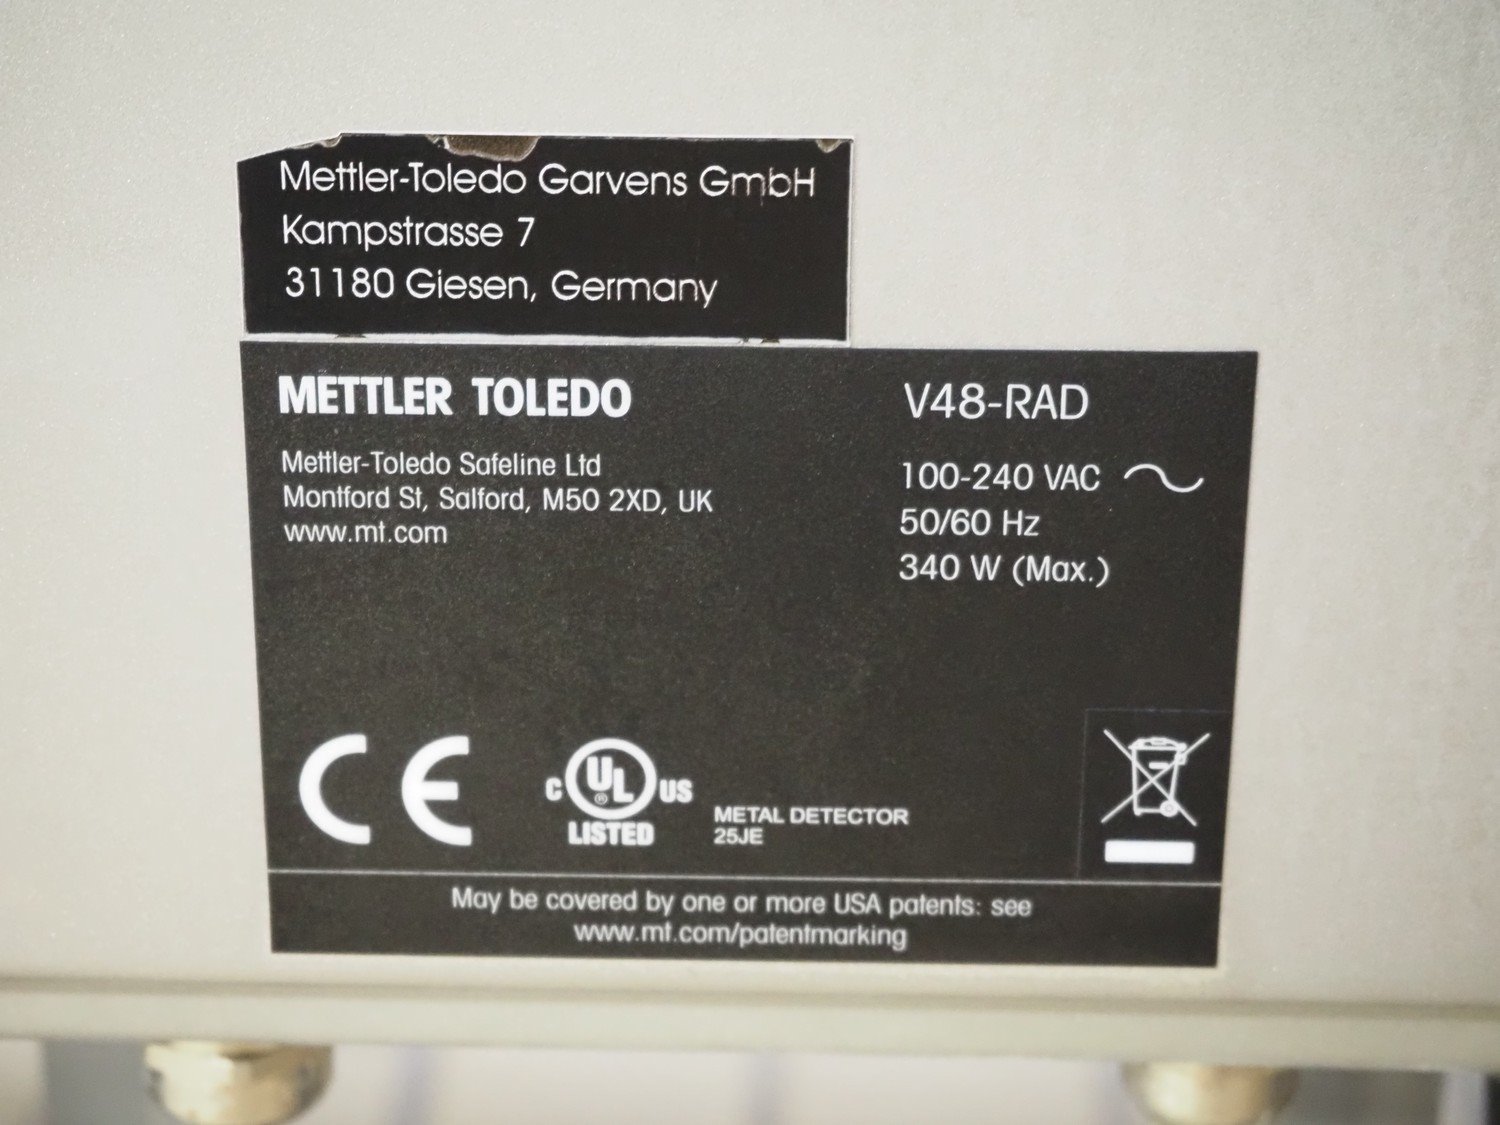 Mettler-Toledo Garvens GmbH
Kampstrasse 7
31180 Giesen, Germany
METTLER TOLEDO
Mettler-Toledo Safeline Ltd
Montford St, Salford, M50 2XD, UK
www.mt.com
V48-RAD
100-240 VAC
50/60 Hz
340 W (Max.)
CE
C UL ® US
LISTED
METAL DETECTOR
25JE
May be covered by one or more USA patents: see
www.mt.com/patentmarking